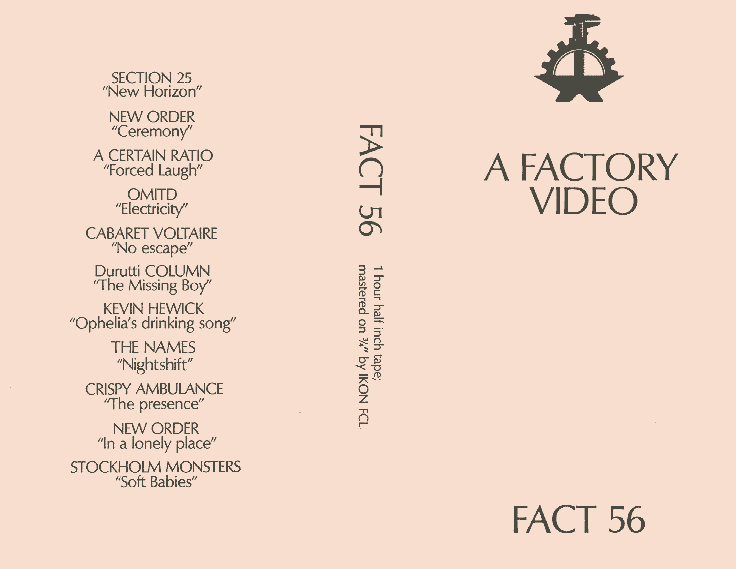 SECTION 25
“New Horizon”
NEW ORDER
“Ceremony”
A CERTAIN RATIO
“Forced Laugh”
OMITD
“Electricity”
CABARET VOLTAIRE
“No escape”
Durutti COLUMN
“The Missing Boy”
KEVIN HEWICK
“Ophelia’s drinking song”
THE NAMES
“Nightshift”
CRISPY AMBULANCE
“The presence”
NEW ORDER
“In a lonely place”
STOCKHOLM MONSTERS
“Soft Babies”
FACT 56
1 hour half inch tape;
mastered on ¾” by IKON FCL
A FACTORY
VIDEO
FACT 56